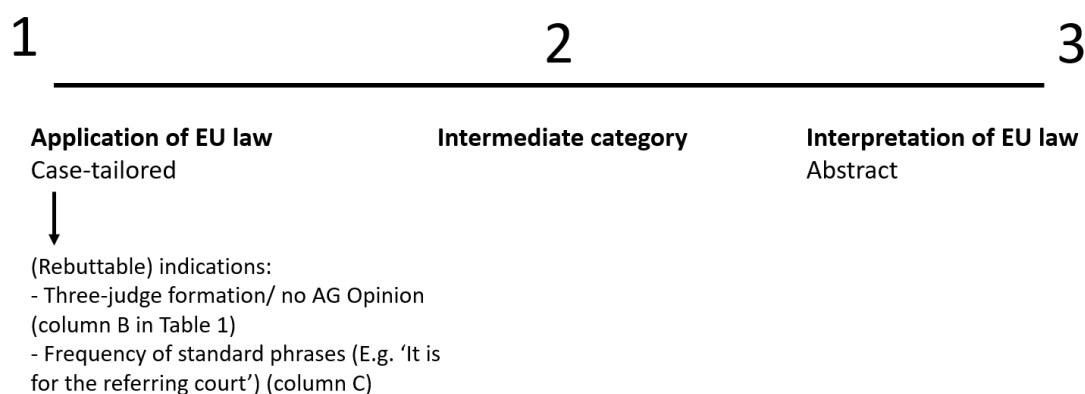 1
2
3
Application of EU law
Case-tailored
Intermediate category
Interpretation of EU law
Abstract
(Rebuttable) indications:
- Three-judge formation/ no AG Opinion
(column B in Table 1)
- Frequency of standard phrases (E.g. ‘It is
for the referring court’) (column C)